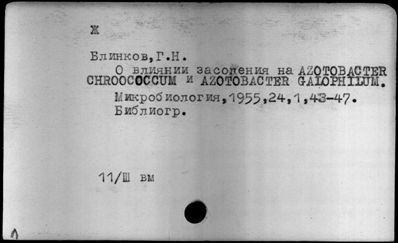 Ж
Блинков,Г.Н.
О влиянии засоления на AZOTOBACTER
CHROOCOCCUM и AZOTOBACTER GALOPHILUM.
Микробиология,1955,24,1,43-47.
Библиогр.
11/Ш вм